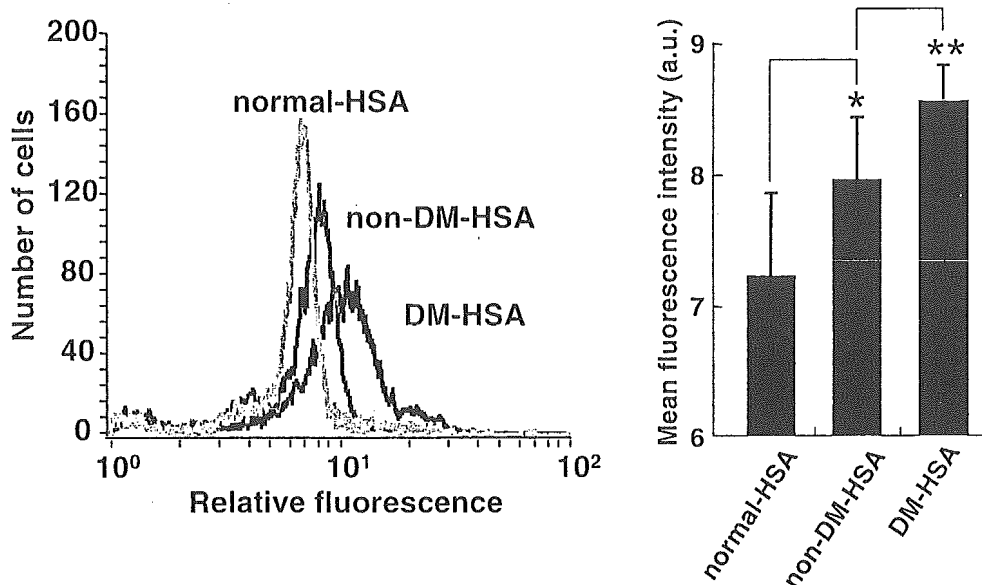 200
160
120
80
40
0
Number of cells
normal-HSA
non-DM-HSA
DM-HSA
10⁰
10¹
10²
Relative fluorescence
Mean fluorescence intensity (a.u.)
9
8
7
6
*
**
normal-HSA
non-DM-HSA
DM-HSA